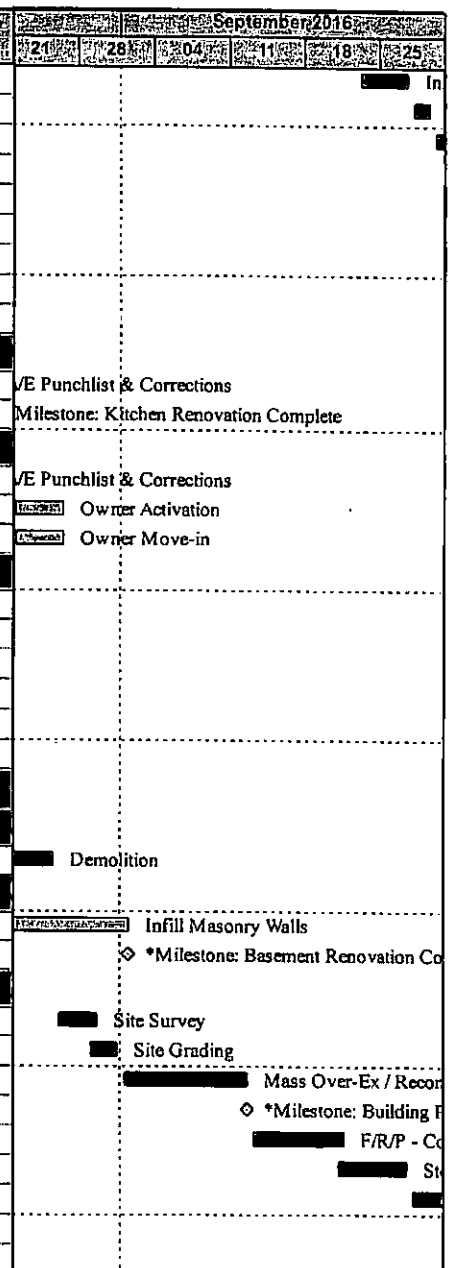 September 2016
21 28 04 11 18 25
In
/E Punchlist & Corrections
Milestone: Kitchen Renovation Complete
/E Punchlist & Corrections
Owner Activation
Owner Move-in
Demolition
Infill Masonry Walls
*Milestone: Basement Renovation Co
Site Survey
Site Grading
Mass Over-Ex / Recon
*Milestone: Building P
F/R/P - Co
St